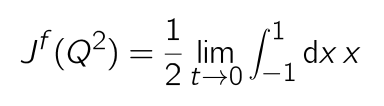 J^f(Q^2) = \frac{1}{2} \lim_{t \to 0} \int_{-1}^{1} dx x